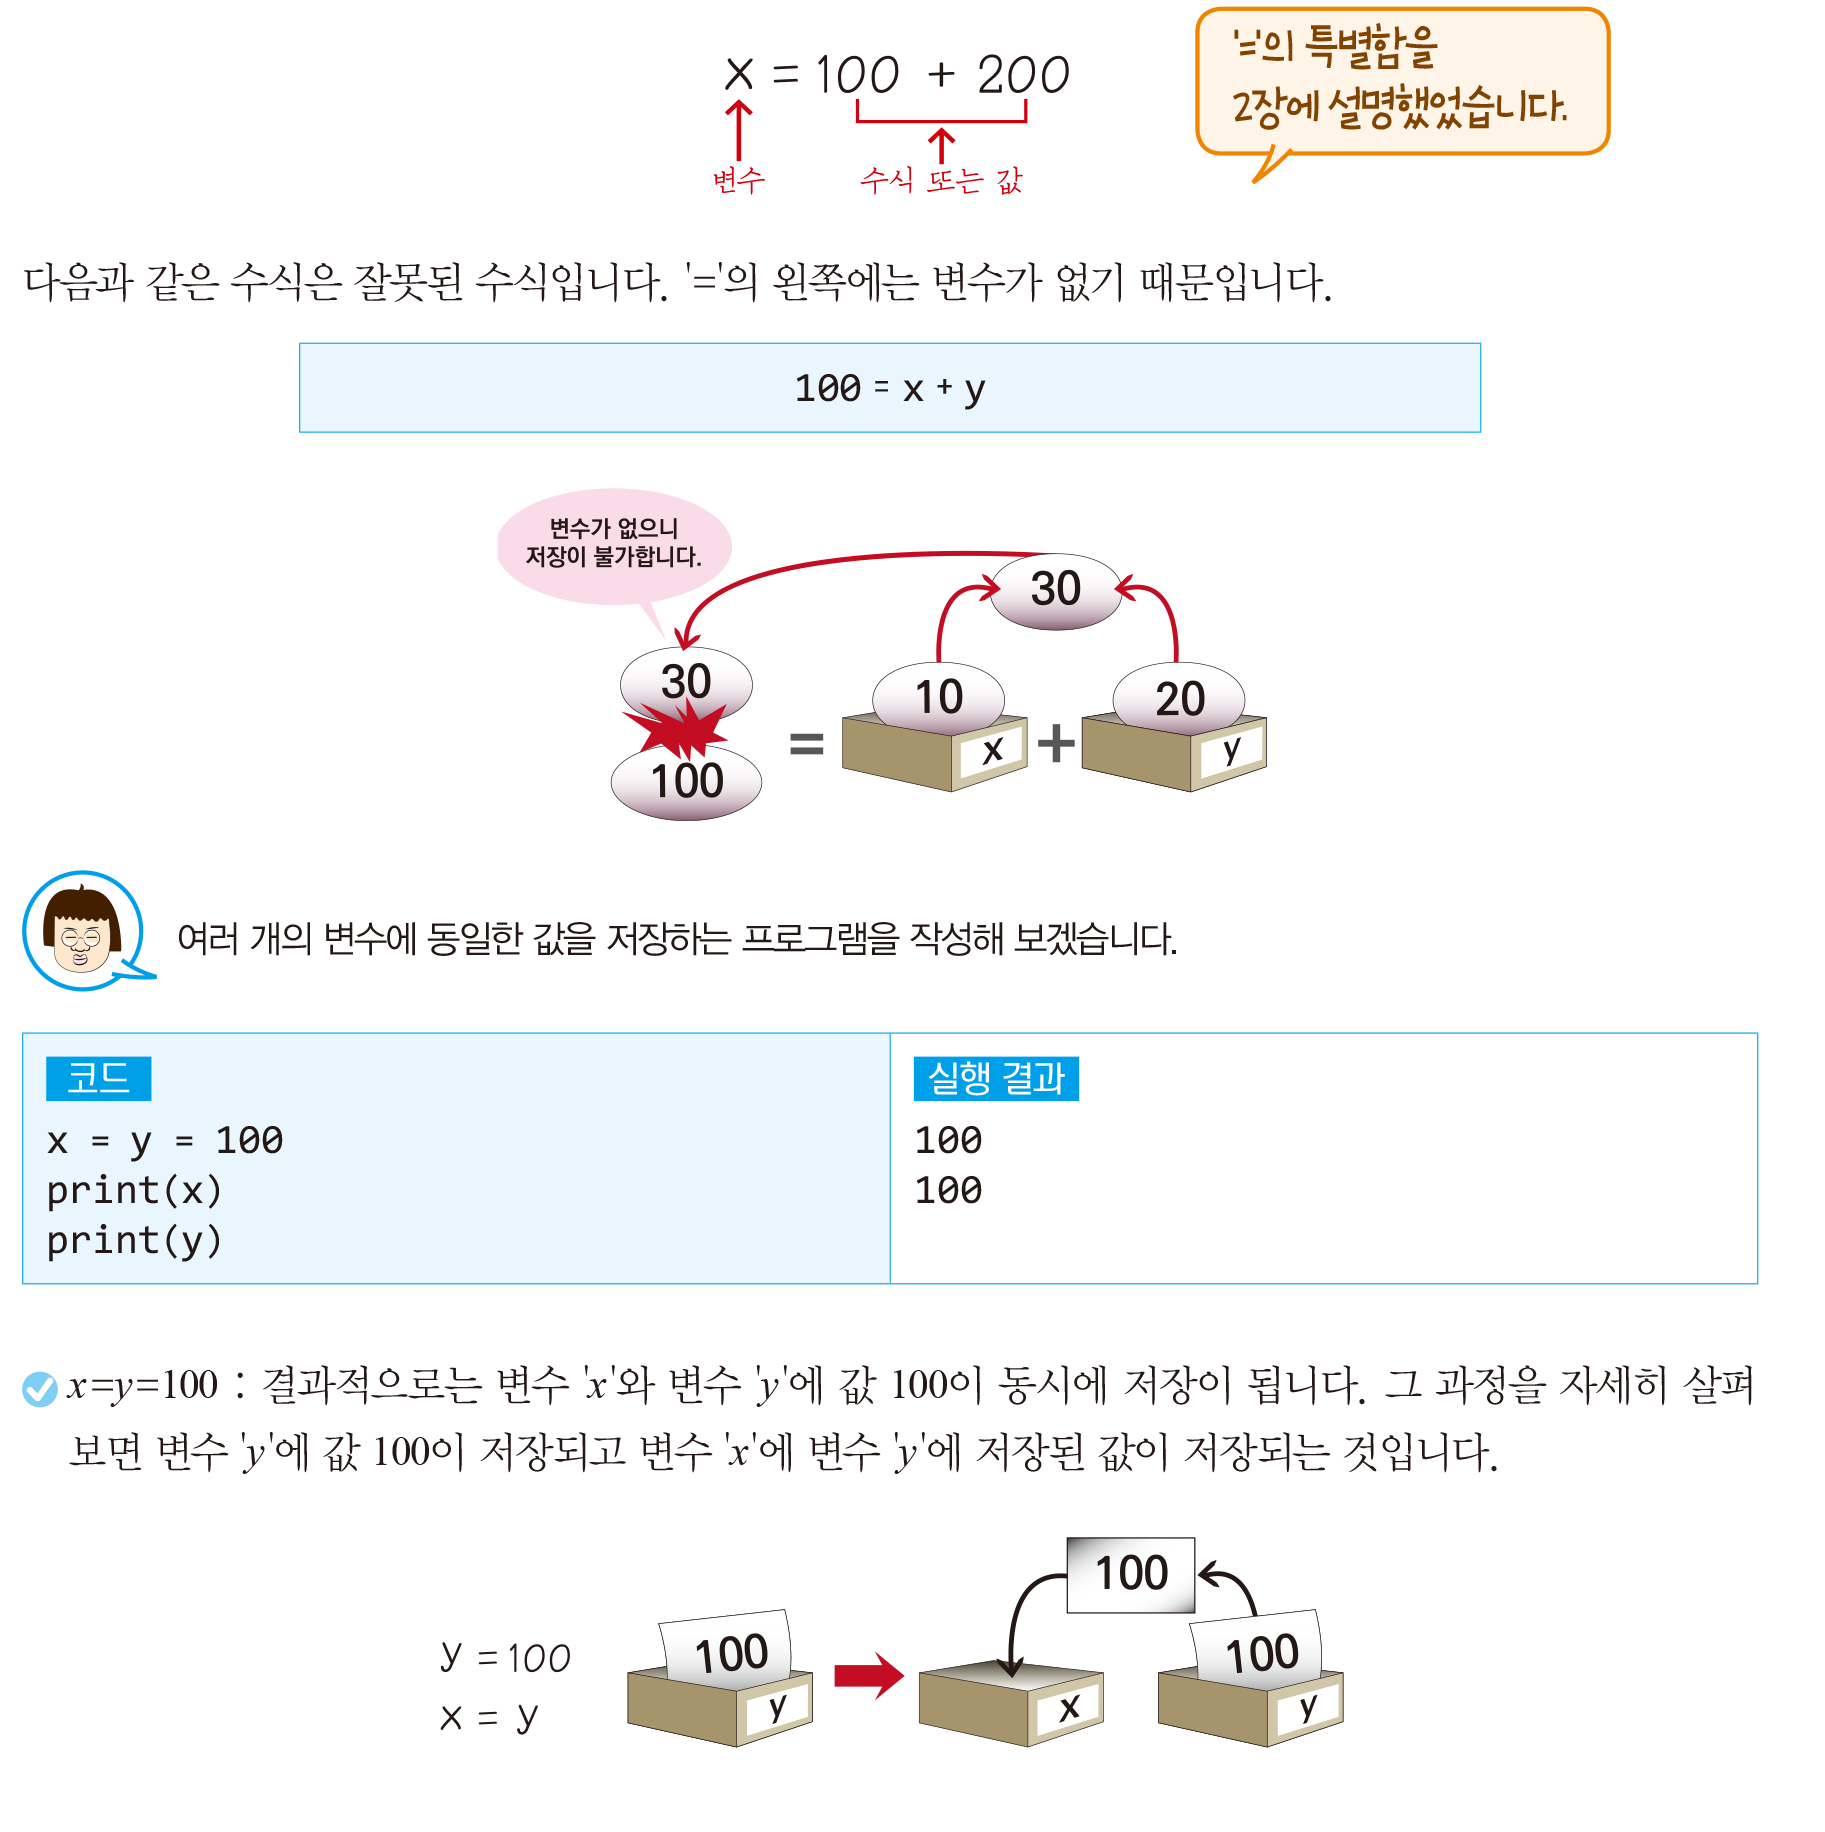 x = 100 + 200
변수
수식 또는 값
'='의 특별함을
2장에 설명했었습니다.
다음과 같은 수식은 잘못된 수식입니다. '='의 왼쪽에는 변수가 없기 때문입니다.
100 = x + y
변수가 없으니
저장이 불가합니다.
30
30
10
20
100
=
x
+
y
여러 개의 변수에 동일한 값을 저장하는 프로그램을 작성해 보겠습니다.
코드
x = y = 100
print(x)
print(y)
실행 결과
100
100
x=y=100 : 결과적으로는 변수 'x'와 변수 'y'에 값 100이 동시에 저장이 됩니다. 그 과정을 자세히 살펴
보면 변수 'y'에 값 100이 저장되고 변수 'x'에 변수 'y'에 저장된 값이 저장되는 것입니다.
100
y = 100
x = y
100
y
x
100
y